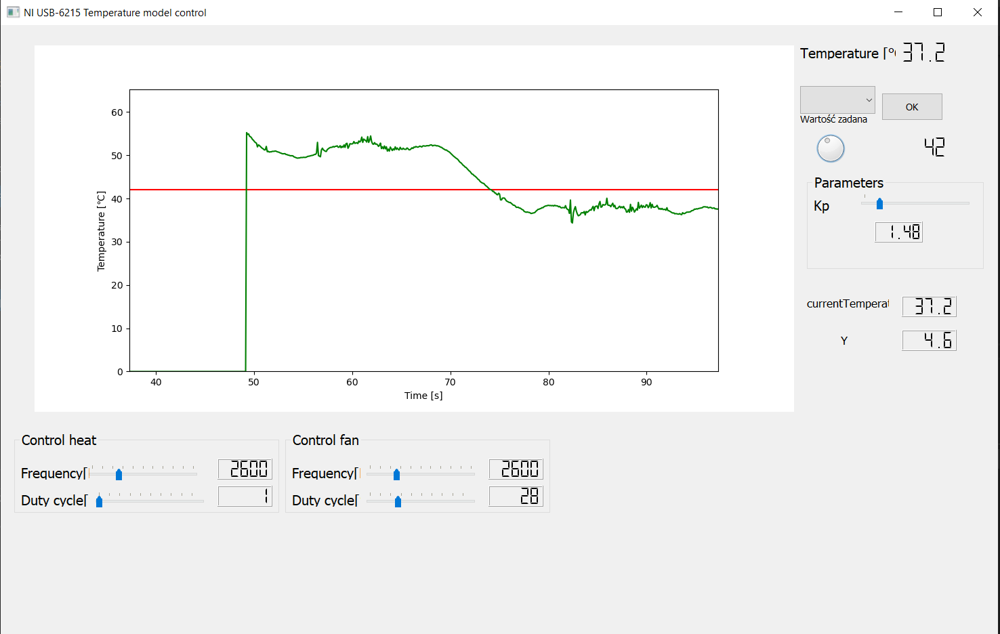 NI USB-6215 Temperature model control
Temperature [°C 37.2
OK
Wartość zadana
42
Parameters
Kp
1.48
currentTemperat 37.2
Y 4.6
60
50
40
30
20
10
0
Temperature [°C]
40 50 60 70 80 90
Time [s]
Control heat
Frequency[ 2600
Duty cycle[ 1
Control fan
Frequency[ 2600
Duty cycle[ 28